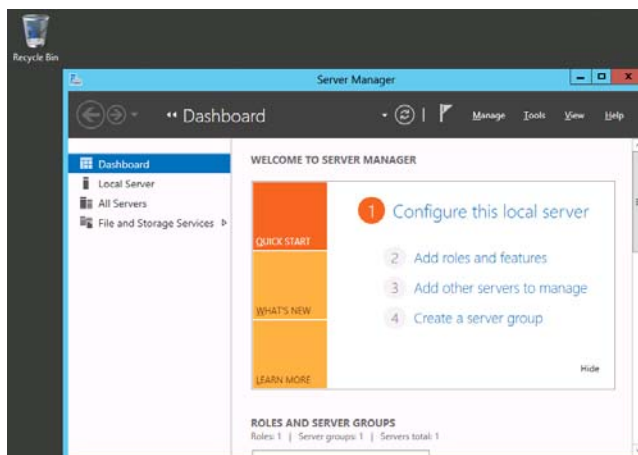 Recycle Bin
Server Manager
Dashboard
Manage Tools View Help
Dashboard
Local Server
All Servers
File and Storage Services
WELCOME TO SERVER MANAGER
QUICK START
WHAT'S NEW
LEARN MORE
1 Configure this local server
2 Add roles and features
3 Add other servers to manage
4 Create a server group
Hide
ROLES AND SERVER GROUPS
Roles: 1 | Server groups: 1 | Servers total: 1